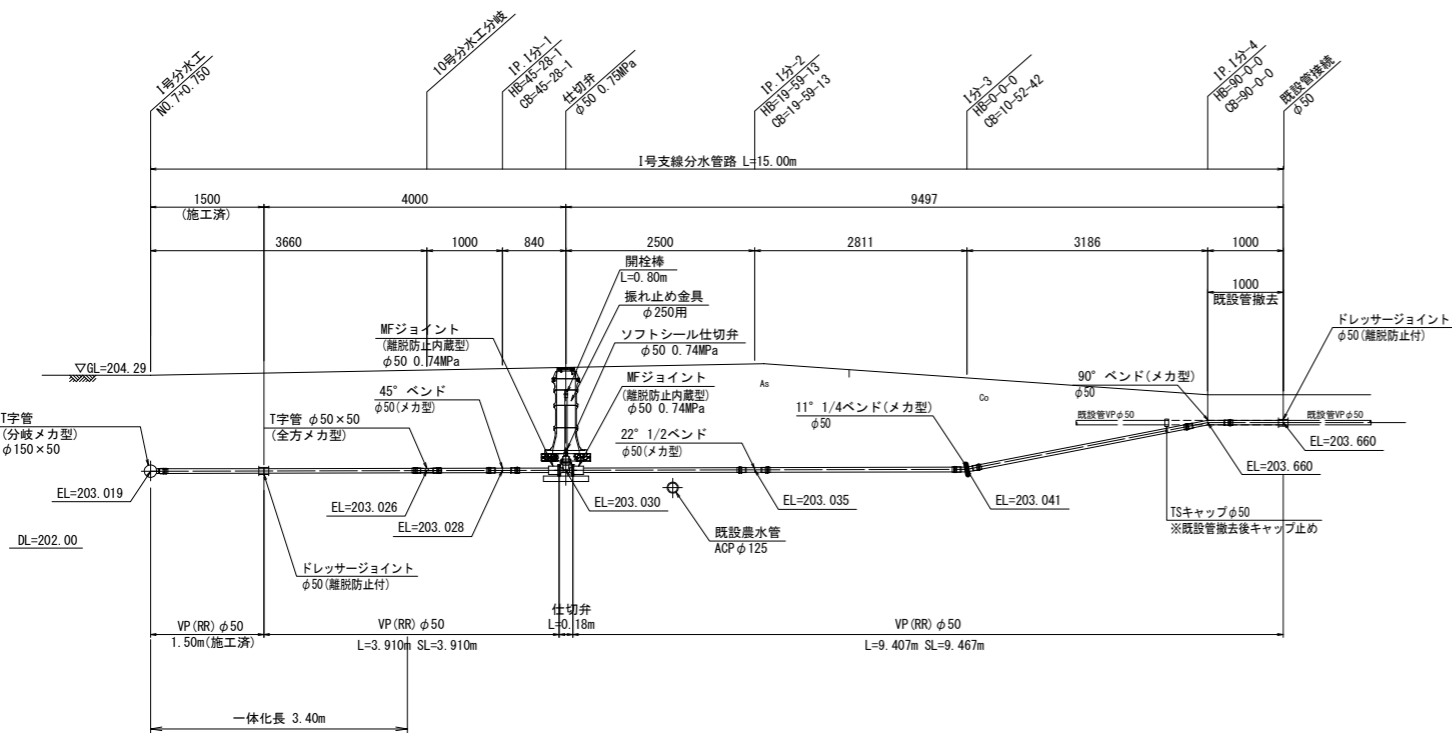 I号分水工
NO.7+0.750
10号分水工分岐
IP.I分-1
HB=45-28-1
CB=45-28-1
仕切弁
φ50 0.75MPa
IP.I分-2
HB=19-59-13
CB=19-59-13
I分-3
HB=0-0-0
CB=10-52-42
IP.I分-4
HB=90-0-0
CB=90-0-0
既設管接続
φ50
I号支線分水管路 L=15.00m
1500
(施工済)
4000
9497
3660
1000
840
2500
2811
3186
1000
1000
既設管撤去
開栓棒
L=0.80m
振れ止め金具
φ250用
ソフトシール仕切弁
φ50 0.74MPa
MFジョイント
(離脱防止内蔵型)
φ50 0.74MPa
MFジョイント
(離脱防止内蔵型)
φ50 0.74MPa
ドレッサージョイント
φ50(離脱防止付)
▽GL=204.29
As
Co
90° ベンド(メカ型)
φ50
既設管VPφ50
既設管VPφ50
T字管
(分岐メカ型)
φ150×50
T字管 φ50×50
(全方メカ型)
45° ベンド
φ50(メカ型)
22° 1/2ベンド
φ50(メカ型)
11° 1/4ベンド(メカ型)
φ50
EL=203.019
EL=203.026
EL=203.028
EL=203.030
EL=203.035
EL=203.041
EL=203.660
EL=203.660
TSキャップφ50
※既設管撤去後キャップ止め
既設農水管
ACPφ125
DL=202.00
ドレッサージョイント
φ50(離脱防止付)
VP(RR)φ50
1.50m(施工済)
VP(RR)φ50
L=3.910m SL=3.910m
仕切弁
L=0.18m
VP(RR)φ50
L=9.407m SL=9.467m
一体化長 3.40m